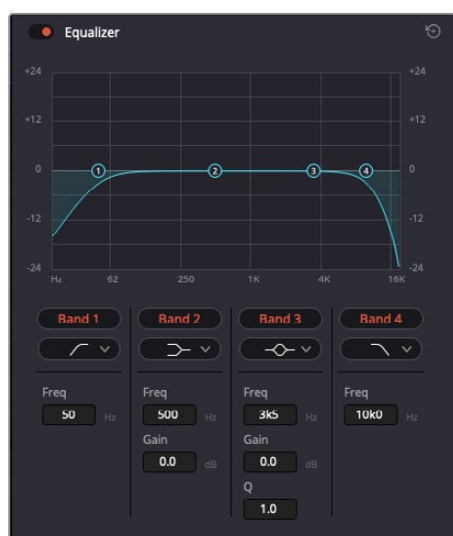 Equalizer
+24 +24
+12 +12
1 2 3 4
0 0
-12 -12
-24 -24
Hz 62 250 1K 4K 16K
Band 1 Band 2 Band 3 Band 4
Freq Freq Freq Freq
50 Hz 500 Hz 3k5 Hz 10k0 Hz
Gain Gain
0.0 dB 0.0 dB
Q
1.0